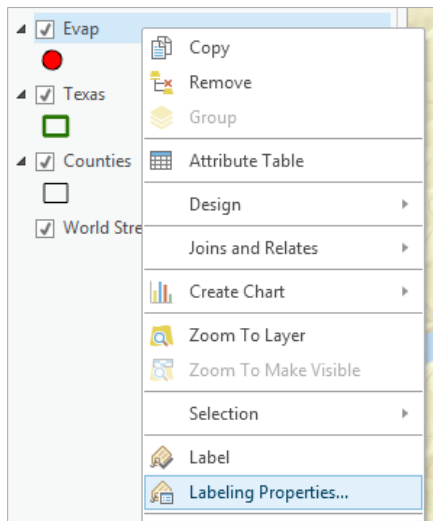 Evap
Texas
Counties
World Stre
Copy
Remove
Group
Attribute Table
Design
Joins and Relates
Create Chart
Zoom To Layer
Zoom To Make Visible
Selection
Label
Labeling Properties...